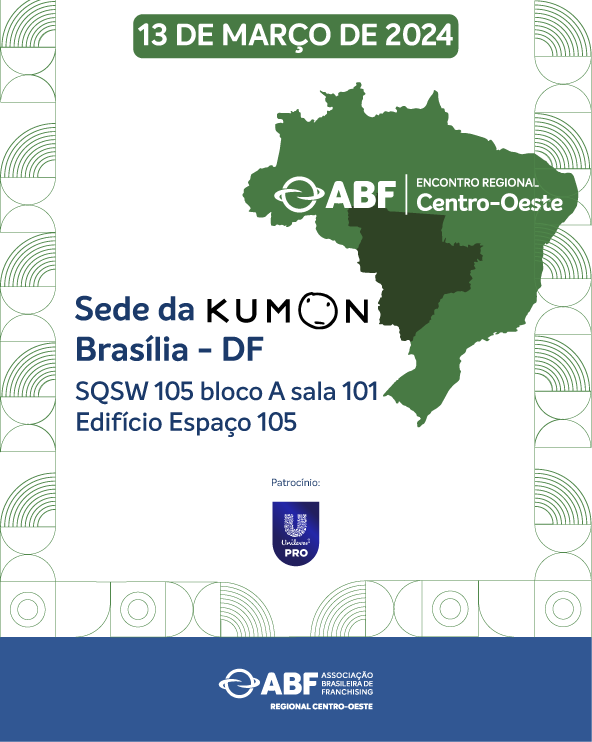 13 DE MARÇO DE 2024
ABF
ENCONTRO REGIONAL
Centro-Oeste
Sede da KUMON
Brasília - DF
SQSW 105 bloco A sala 101
Edifício Espaço 105
Patrocínio:
Unilever
PRO
ABF
ASSOCIAÇÃO
BRASILEIRA DE
FRANCHISING
REGIONAL CENTRO-OESTE